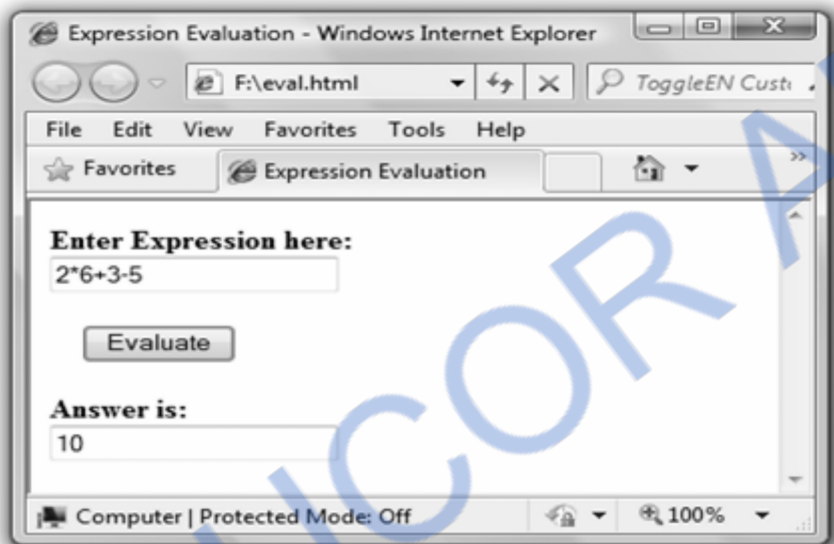 Expression Evaluation - Windows Internet Explorer
F:\eval.html
ToggleEN
File Edit View Favorites Tools Help
Favorites
Expression Evaluation
Enter Expression here:
2*6+3-5
Evaluate
Answer is:
10
Computer | Protected Mode: Off
100%